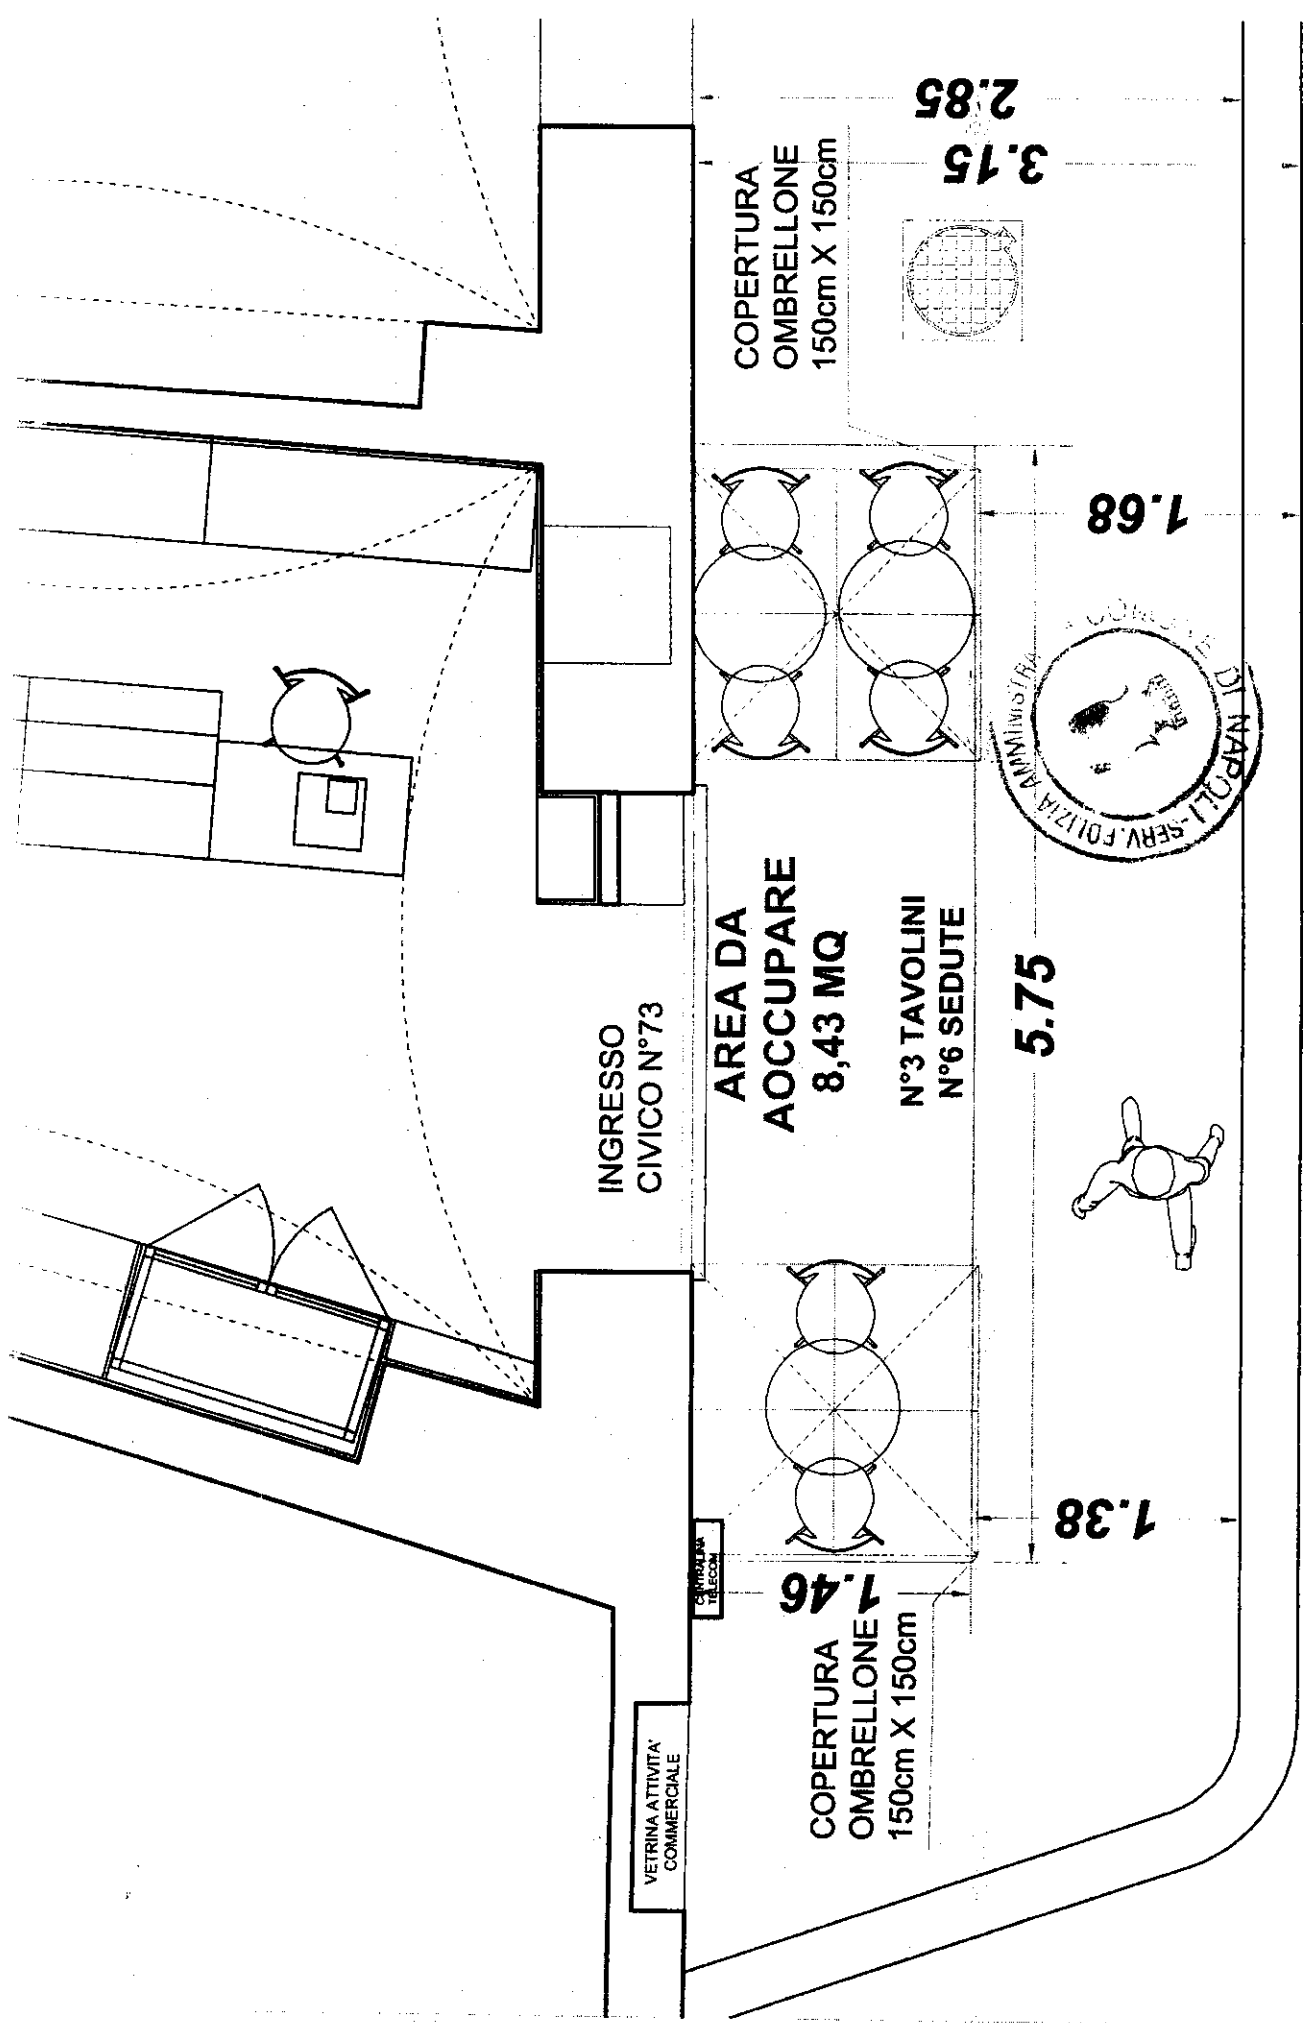 2.85
3.15
COPERTURA
OMBRELLONE
150cm X 150cm
1.68
COMUNE DI NAPOLI-SERV. POLIZIA AMMINISTRA
INGRESSO
CIVICO N°73
AREA DA
AOCCUPARE
8,43 MQ
N°3 TAVOLINI
N°6 SEDUTE
5.75
1.38
1.46
CENTRALINA
TELECOM
COPERTURA
OMBRELLONE
150cm X 150cm
VETRINA ATTIVITA'
COMMERCIALE